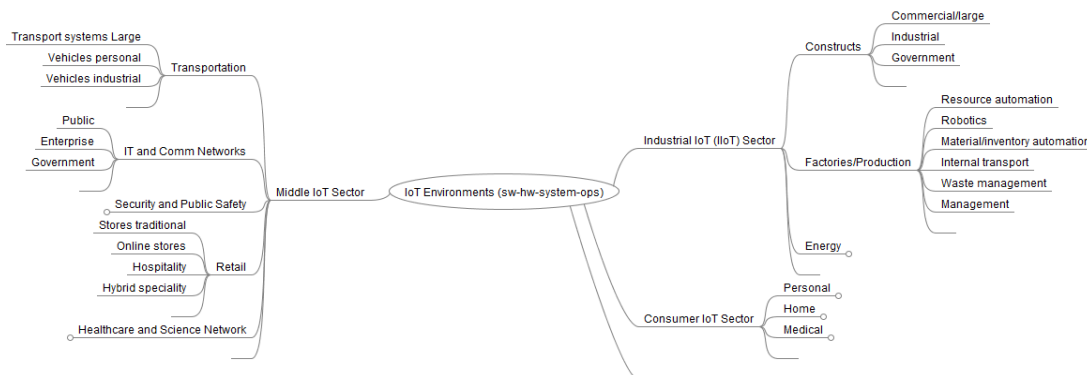 Transport systems Large
Vehicles personal
Vehicles industrial
Transportation
Public
Enterprise
Government
IT and Comm Networks
Security and Public Safety
Stores traditional
Online stores
Hospitality
Hybrid speciality
Retail
Healthcare and Science Network
Middle IoT Sector
IoT Environments (sw-hw-system-ops)
Industrial IoT (IIoT) Sector
Constructs
Commercial/large
Industrial
Government
Factories/Production
Resource automation
Robotics
Material/inventory automation
Internal transport
Waste management
Management
Energy
Consumer IoT Sector
Personal
Home
Medical